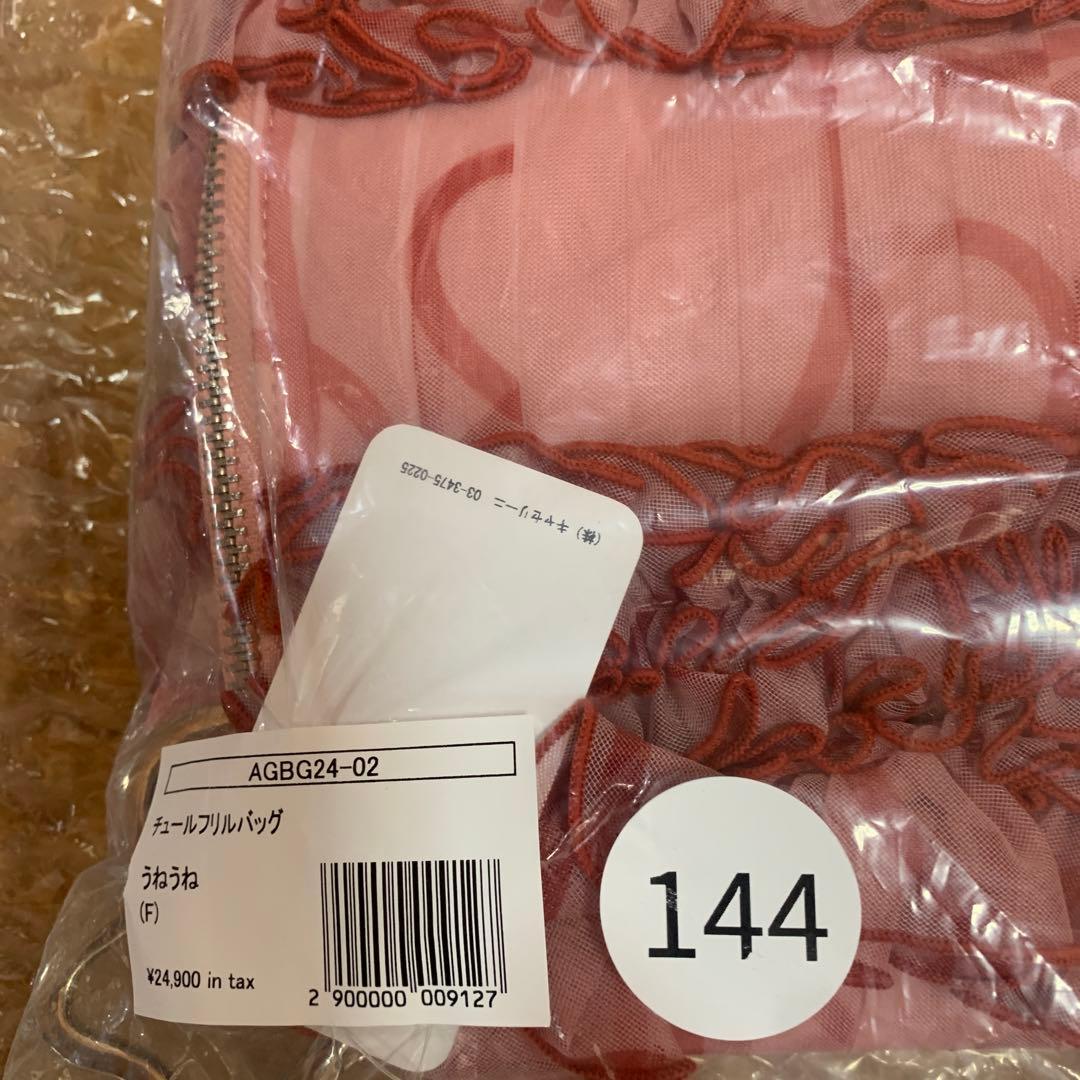 (株) キャセリーニ 03-3475-0225
AGBG24-02
チュールフリルバッグ
うねうね
(F)
¥24,900 in tax
2 900000 009127
144